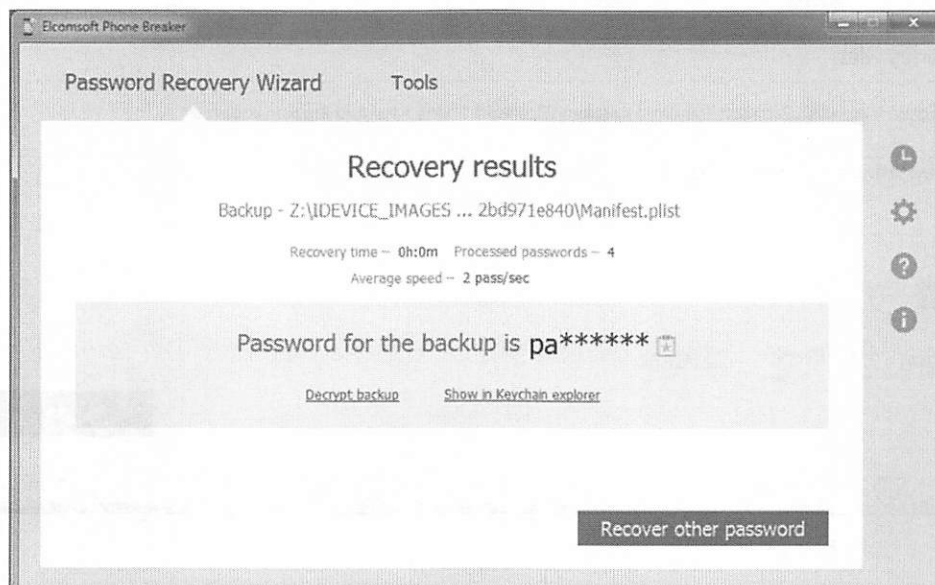 Elcomsoft Phone Breaker
Password Recovery Wizard Tools
Recovery results
Backup - Z:\IDEVICE_IMAGES ... 2bd971e840\Manifest.plist
Recovery time – 0h:0m Processed passwords – 4
Average speed – 2 pass/sec
Password for the backup is pa******
Decrypt backup Show in Keychain explorer
Recover other password